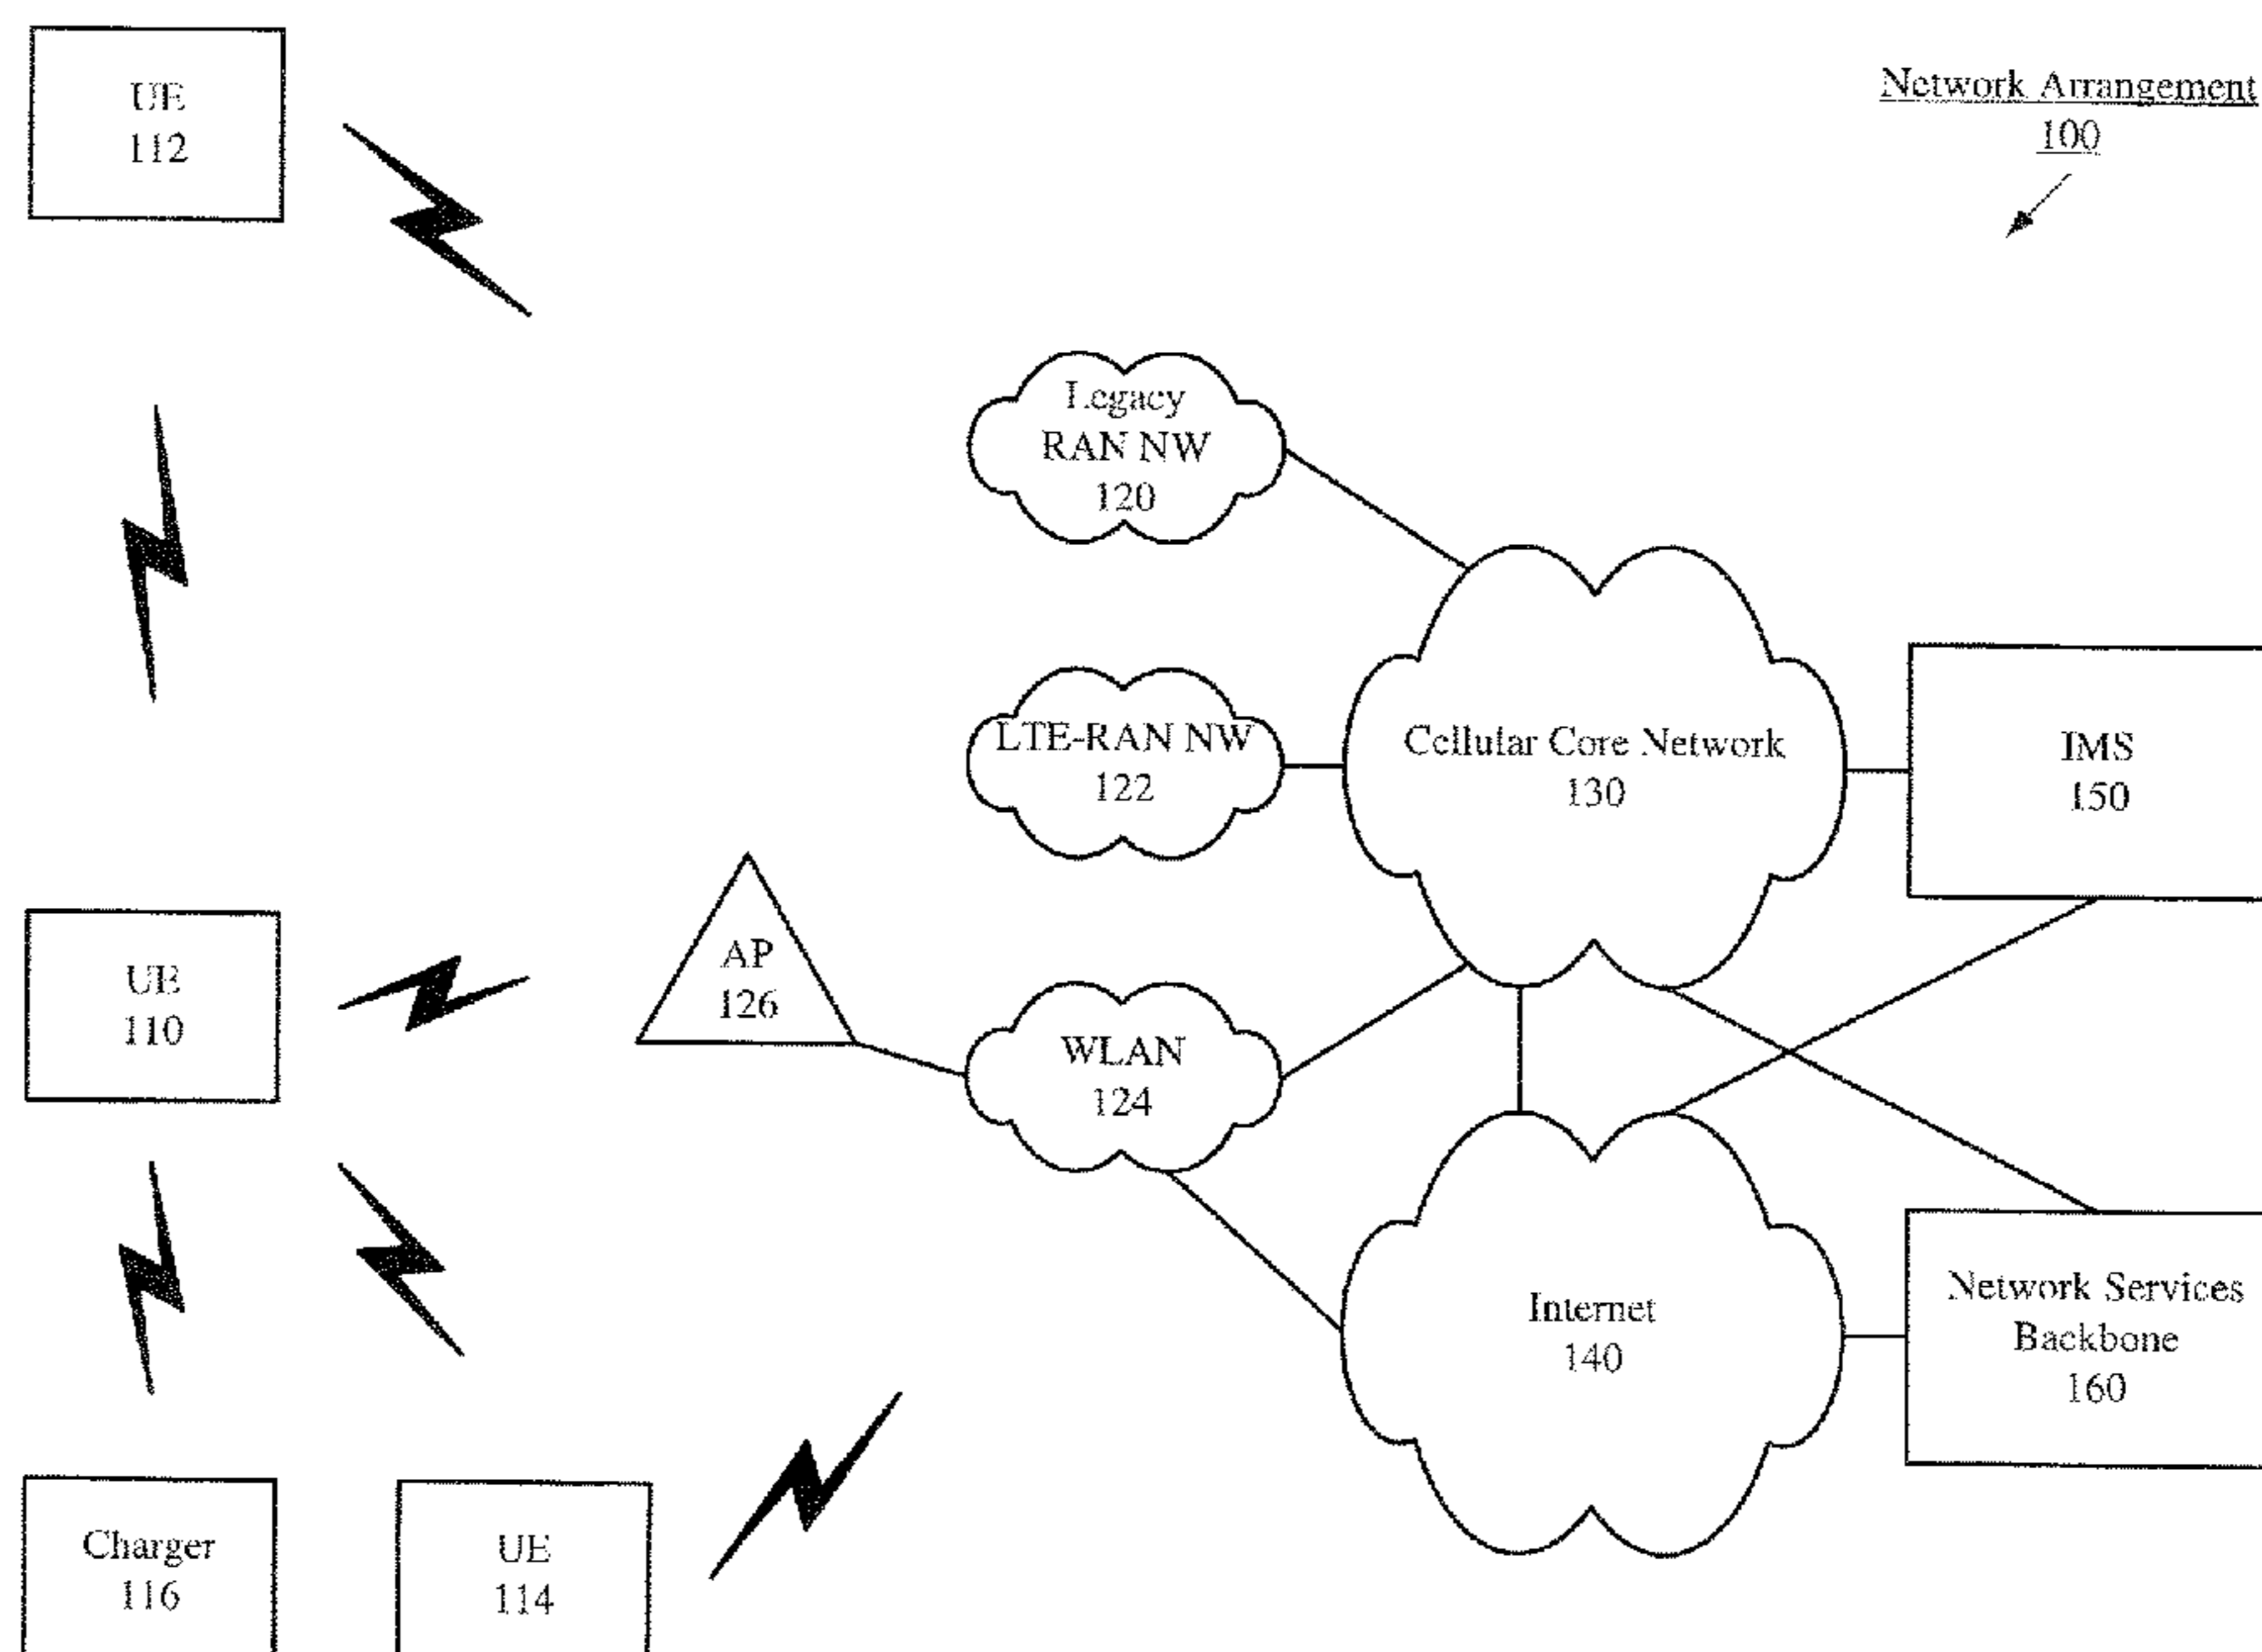 UE
112
Network Arrangement
100
Legacy
RAN NW
120
LTE-RAN NW
122
Cellular Core Network
130
IMS
150
AP
126
UE
110
WLAN
124
Internet
140
Network Services
Backbone
160
Charger
116
UE
114